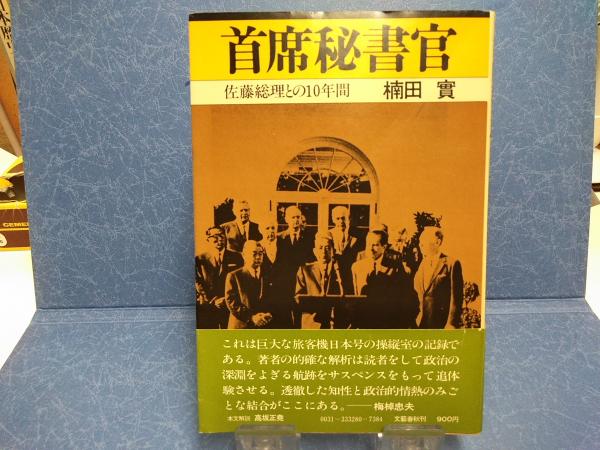 首席秘書官
佐藤総理との10年間 楠田 實
これは巨大な旅客機日本号の操縦室の記録で
ある。著者の的確な解析は読者をして政治の
深淵をよぎる航跡をサスペンスをもって追体
験させる。透徹した知性と政治的情熱のみご
とな結合がここにある。——梅棹忠夫
本文解説 高坂正堯 0031-333280-7384 文藝春秋刊 900円
CEME